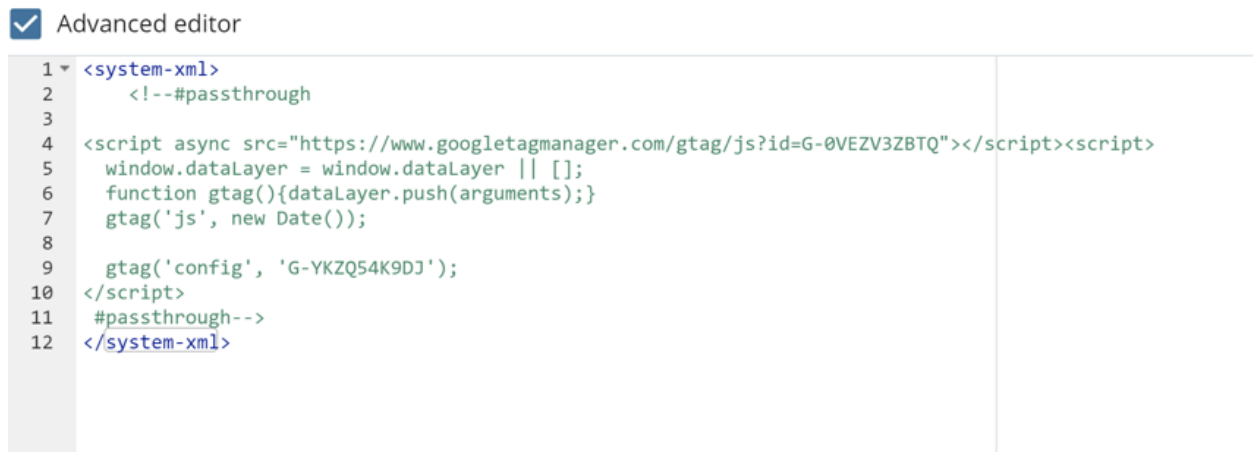 Advanced editor
1 <system-xml>
2 <!--#passthrough
3
4 <script async src="https://www.googletagmanager.com/gtag/js?id=G-0VEZV3ZBTQ"></script><script>
5 window.dataLayer = window.dataLayer || [];
6 function gtag(){dataLayer.push(arguments);}
7 gtag('js', new Date());
8
9 gtag('config', 'G-YKZQ54K9DJ');
10 </script>
11 #passthrough-->
12 </system-xml>